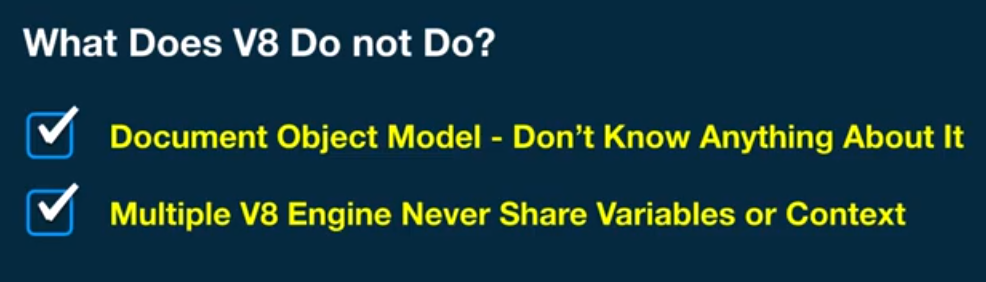 What Does V8 Do not Do?
Document Object Model - Don't Know Anything About It
Multiple V8 Engine Never Share Variables or Context